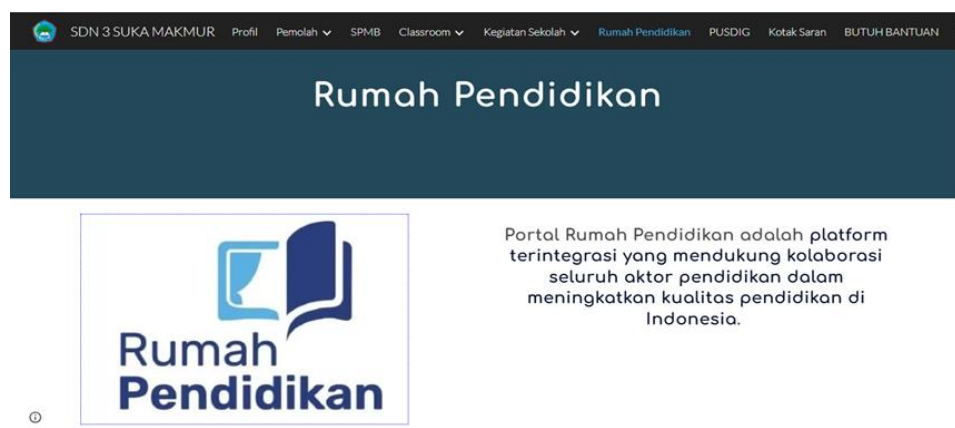 SDN 3 SUKA MAKMUR Profil Pemolah SPMB Classroom Kegiatan Sekolah Rumah Pendidikan PUSDIG Kotak Saran BUTUH BANTUAN
Rumah Pendidikan
Rumah
Pendidikan
Portal Rumah Pendidikan adalah platform
terintegrasi yang mendukung kolaborasi
seluruh aktor pendidikan dalam
meningkatkan kualitas pendidikan di
Indonesia.